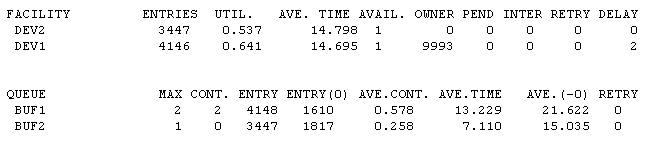 FACILITY ENTRIES UTIL. AVE. TIME AVAIL. OWNER PEND INTER RETRY DELAY
DEV2 3447 0.537 14.798 1 0 0 0 0 0
DEV1 4146 0.641 14.695 1 9993 0 0 0 2
QUEUE MAX CONT. ENTRY ENTRY(0) AVE.CONT. AVE.TIME AVE.(-0) RETRY
BUF1 2 2 4148 1610 0.578 13.229 21.622 0
BUF2 1 0 3447 1817 0.258 7.110 15.035 0